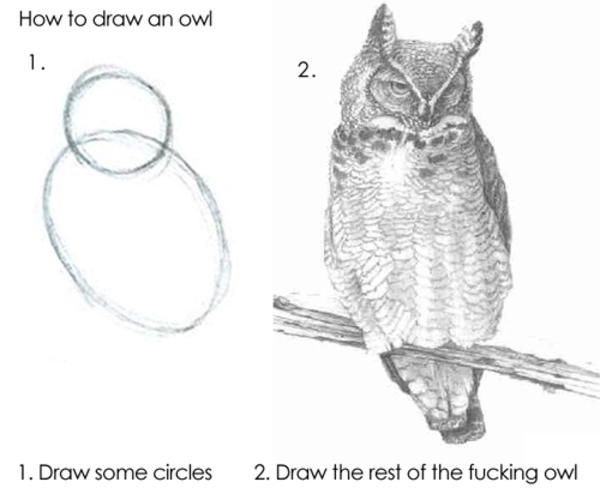 How to draw an owl
1.
2.
1. Draw some circles
2. Draw the rest of the fucking owl